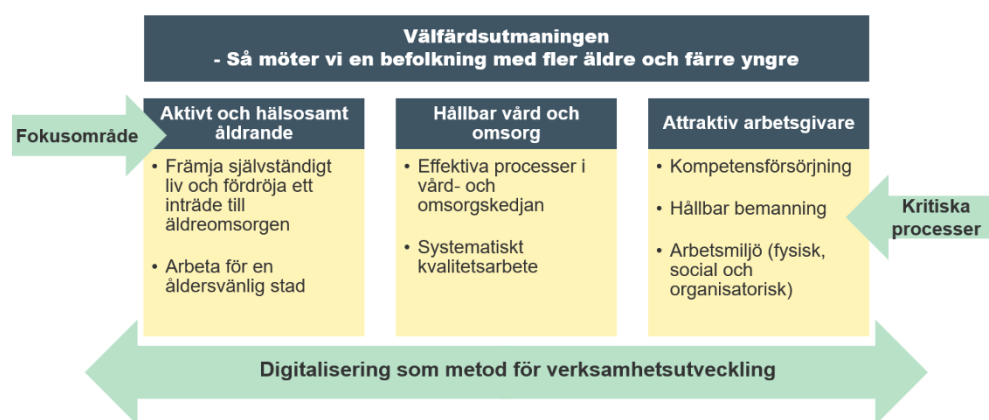 Välfärdsutmaningen
- Så möter vi en befolkning med fler äldre och färre yngre
Fokusområde
Aktivt och hälsosamt
åldrande
• Främja självständigt
liv och fördröja ett
inträde till
äldreomsorgen
• Arbeta för en
åldersvänlig stad
Hållbar vård och
omsorg
• Effektiva processer i
vård- och
omsorgskedjan
• Systematiskt
kvalitetsarbete
Attraktiv arbetsgivare
• Kompetensförsörjning
• Hållbar bemanning
• Arbetsmiljö (fysisk,
social och
organisatorisk)
Kritiska
processer
Digitalisering som metod för verksamhetsutveckling